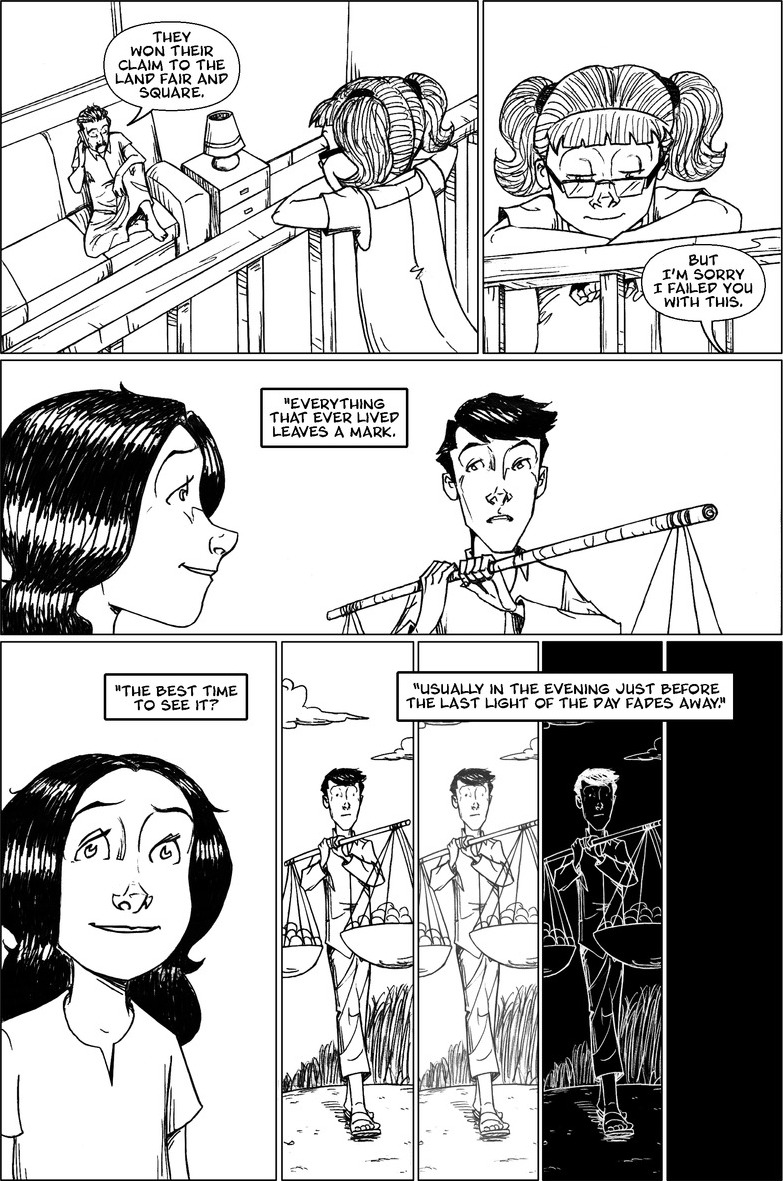 THEY
WON THEIR
CLAIM TO THE
LAND FAIR AND
SQUARE.
BUT
I'M SORRY
I FAILED YOU
WITH THIS.
"EVERYTHING
THAT EVER LIVED
LEAVES A MARK.
"THE BEST TIME
TO SEE IT?
"USUALLY IN THE EVENING JUST BEFORE
THE LAST LIGHT OF THE DAY FADES AWAY."